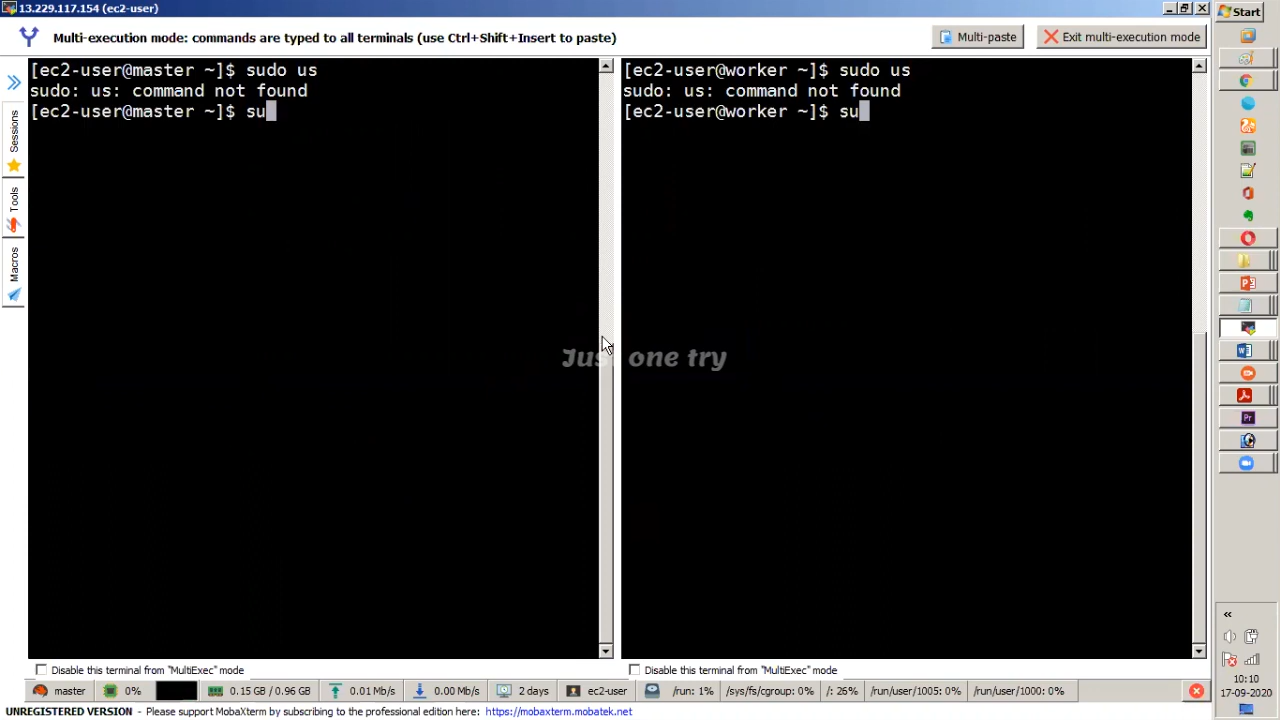 13.229.117.154 (ec2-user)
Start
Multi-execution mode: commands are typed to all terminals (use Ctrl+Shift+Insert to paste)
Multi-paste
Exit multi-execution mode
Sessions
Tools
Macros
[ec2-user@master ~]$ sudo us
sudo: us: command not found
[ec2-user@master ~]$ su
[ec2-user@worker ~]$ sudo us
sudo: us: command not found
[ec2-user@worker ~]$ su
Just one try
Disable this terminal from "MultiExec" mode
Disable this terminal from "MultiExec" mode
master
0%
0.15 GB / 0.96 GB
0.01 Mb/s
0.00 Mb/s
2 days
ec2-user
/run: 1%
/sys/fs/cgroup: 0%
/: 26%
/run/user/1005: 0%
/run/user/1000: 0%
UNREGISTERED VERSION - Please support MobaXterm by subscribing to the professional edition here: https://mobaxterm.mobatek.net
10:10
17-09-2020